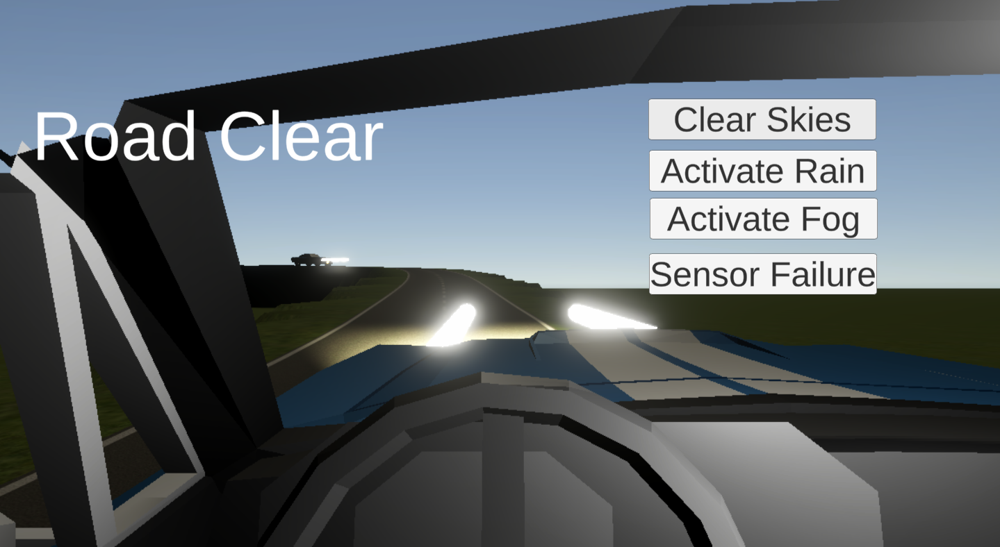 Road Clear
Clear Skies
Activate Rain
Activate Fog
Sensor Failure